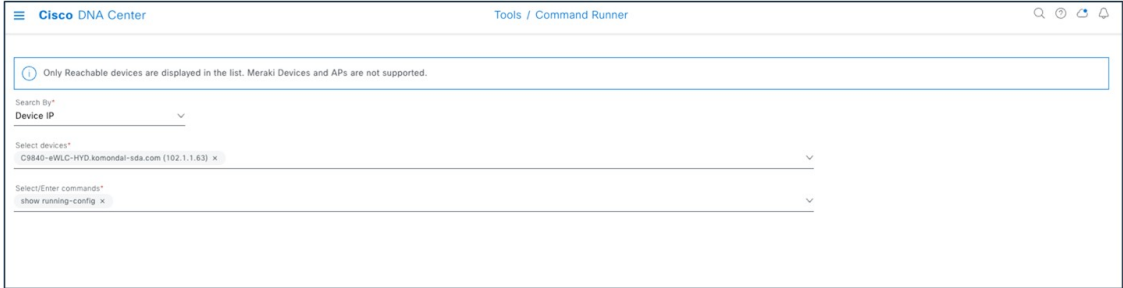 Cisco DNA Center
Tools / Command Runner
Only Reachable devices are displayed in the list. Meraki Devices and APs are not supported.
Search By*
Device IP
Select devices*
C9840-eWLC-HYD.komondal-sda.com (102.1.1.63) ×
Select/Enter commands*
show running-config ×